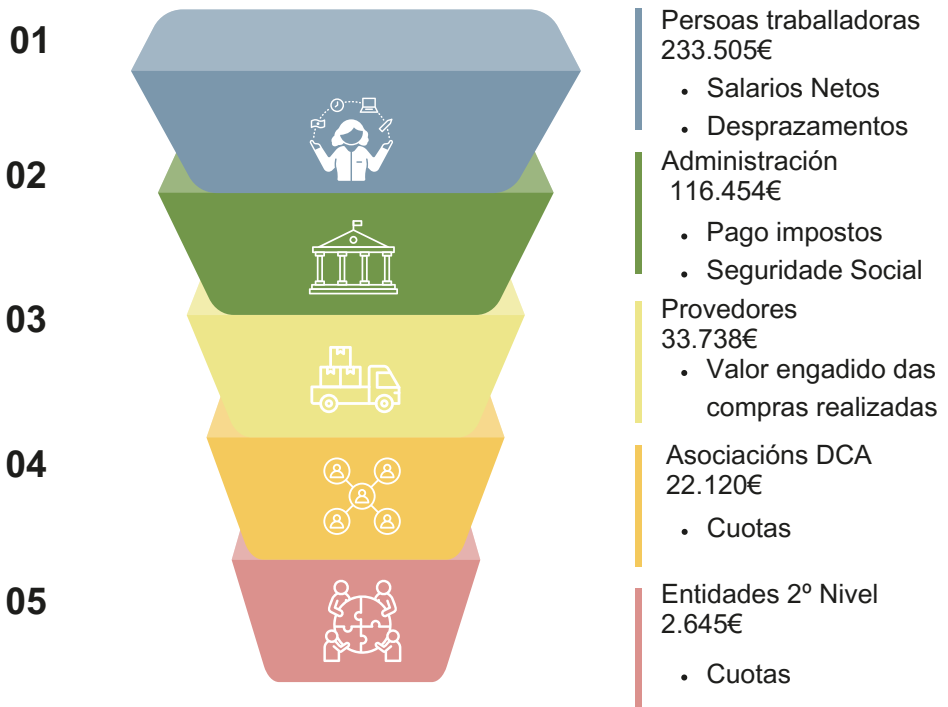 01
Persoas traballadoras
233.505€
• Salarios Netos
• Desprazamentos
02
Administración
116.454€
• Pago impostos
• Seguridade Social
03
Provedores
33.738€
• Valor engadido das
compras realizadas
04
Asociacións DCA
22.120€
• Cuotas
05
Entidades 2º Nivel
2.645€
• Cuotas